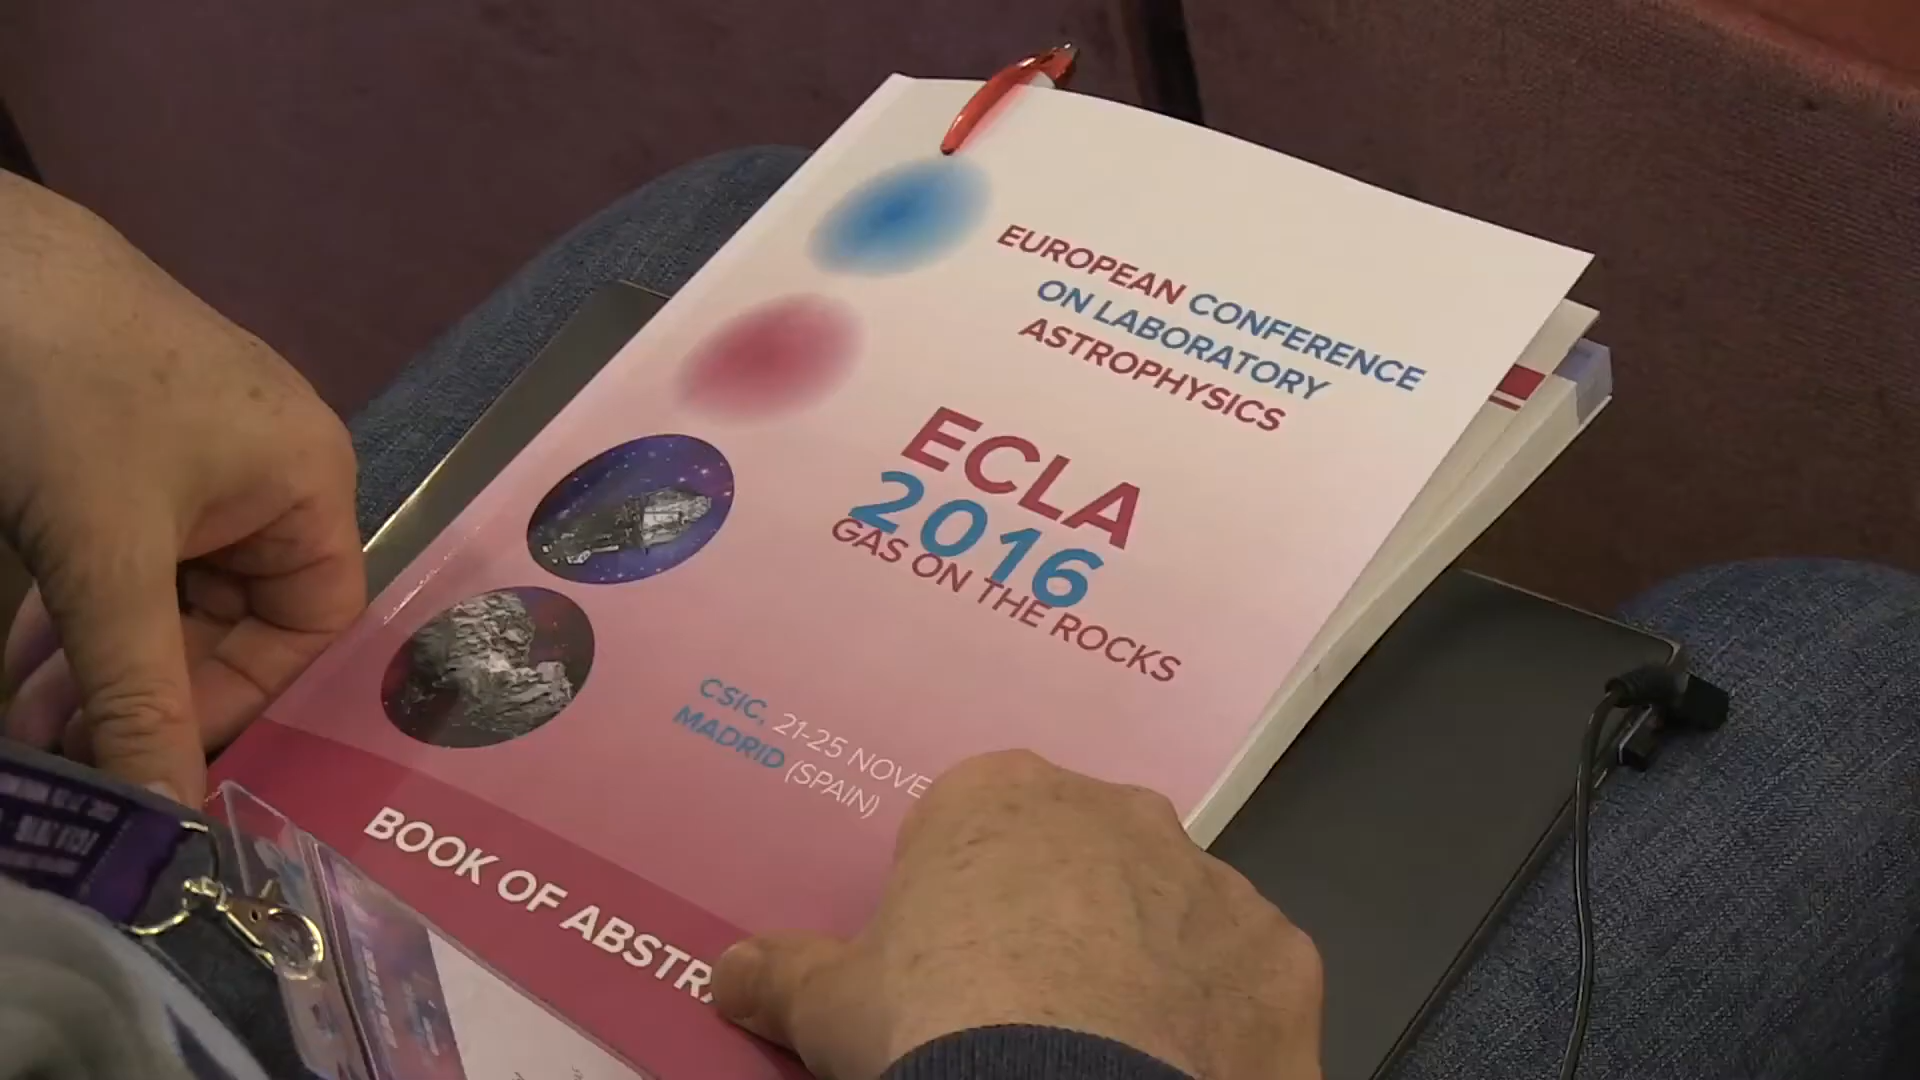 EUROPEAN CONFERENCE
ON LABORATORY
ASTROPHYSICS
ECLA
2016
GAS ON THE ROCKS
CSIC, 21-25 NOVE
MADRID (SPAIN)
BOOK OF ABSTRA